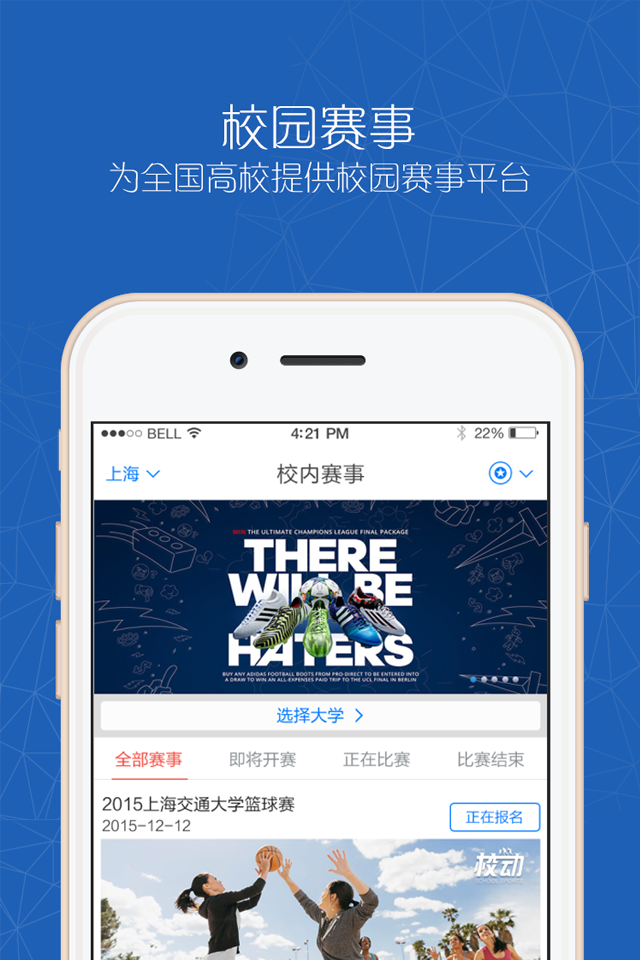 校园赛事
为全国高校提供校园赛事平台
BELL 4:21 PM 22%
上海 校内赛事
WIN THE ULTIMATE CHAMPIONS LEAGUE FINAL PACKAGE
THERE
WILL BE
HATERS
BUY ANY ADIDAS FOOTBALL BOOTS FROM PRO-DIRECT TO BE ENTERED INTO
A DRAW TO WIN AN ALL-EXPENSES PAID TRIP TO THE UCL FINAL IN BERLIN
选择大学
全部赛事 即将开赛 正在比赛 比赛结束
2015上海交通大学篮球赛
2015-12-12
正在报名
校动
SCHOOL SPORTS